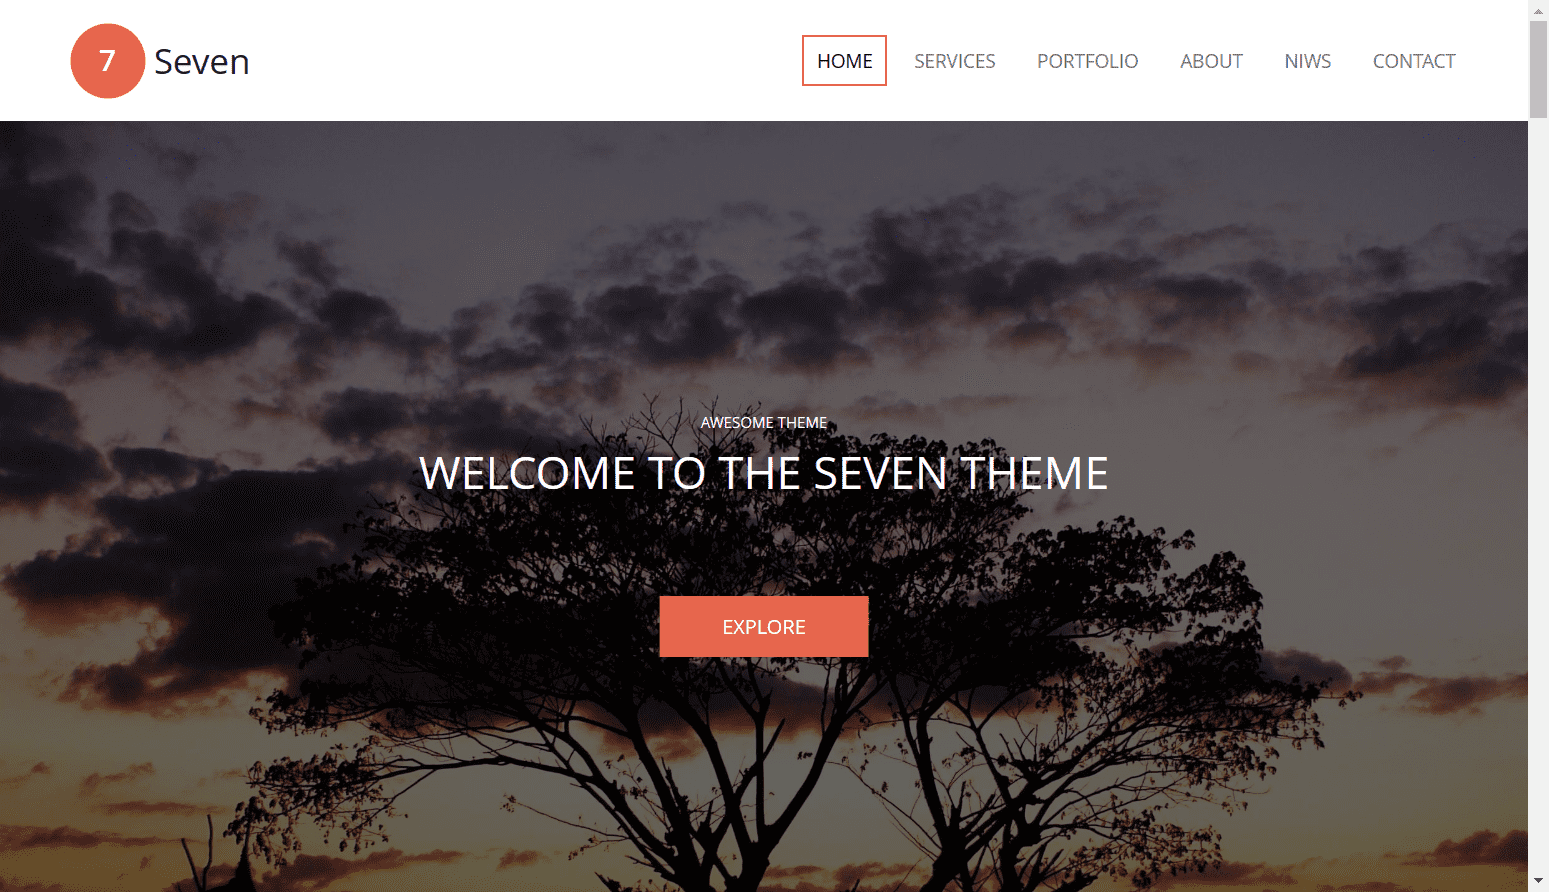 7 Seven
HOME SERVICES PORTFOLIO ABOUT NIWS CONTACT
AWESOME THEME
WELCOME TO THE SEVEN THEME
EXPLORE